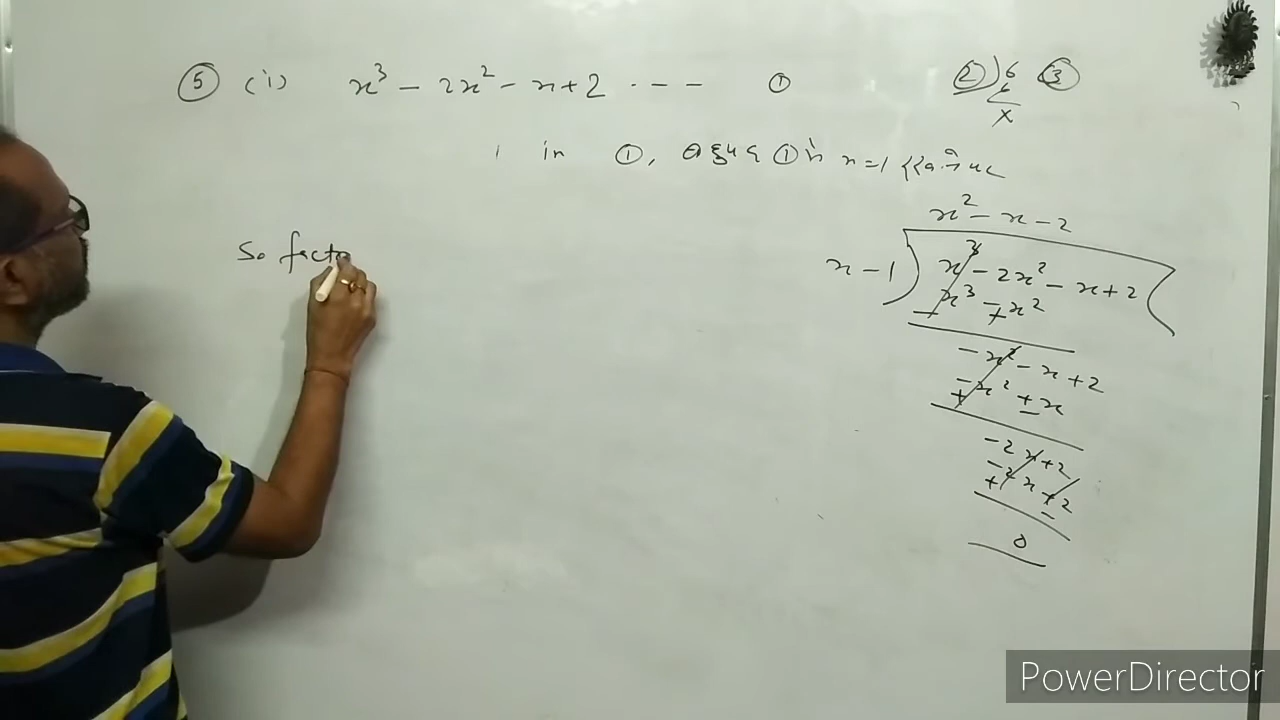 ⑤ (i) x³ - 2x² - x + 2 --- ①
②)6 ③
6
x
in ①, ① x = 1
x² - x - 2
x - 1 ) x³ - 2x² - x + 2
x³ - x²
- +
- x² - x + 2
- x² + x
+ -
- 2x + 2
- 2x + 2
+ -
0
So facto
PowerDirector